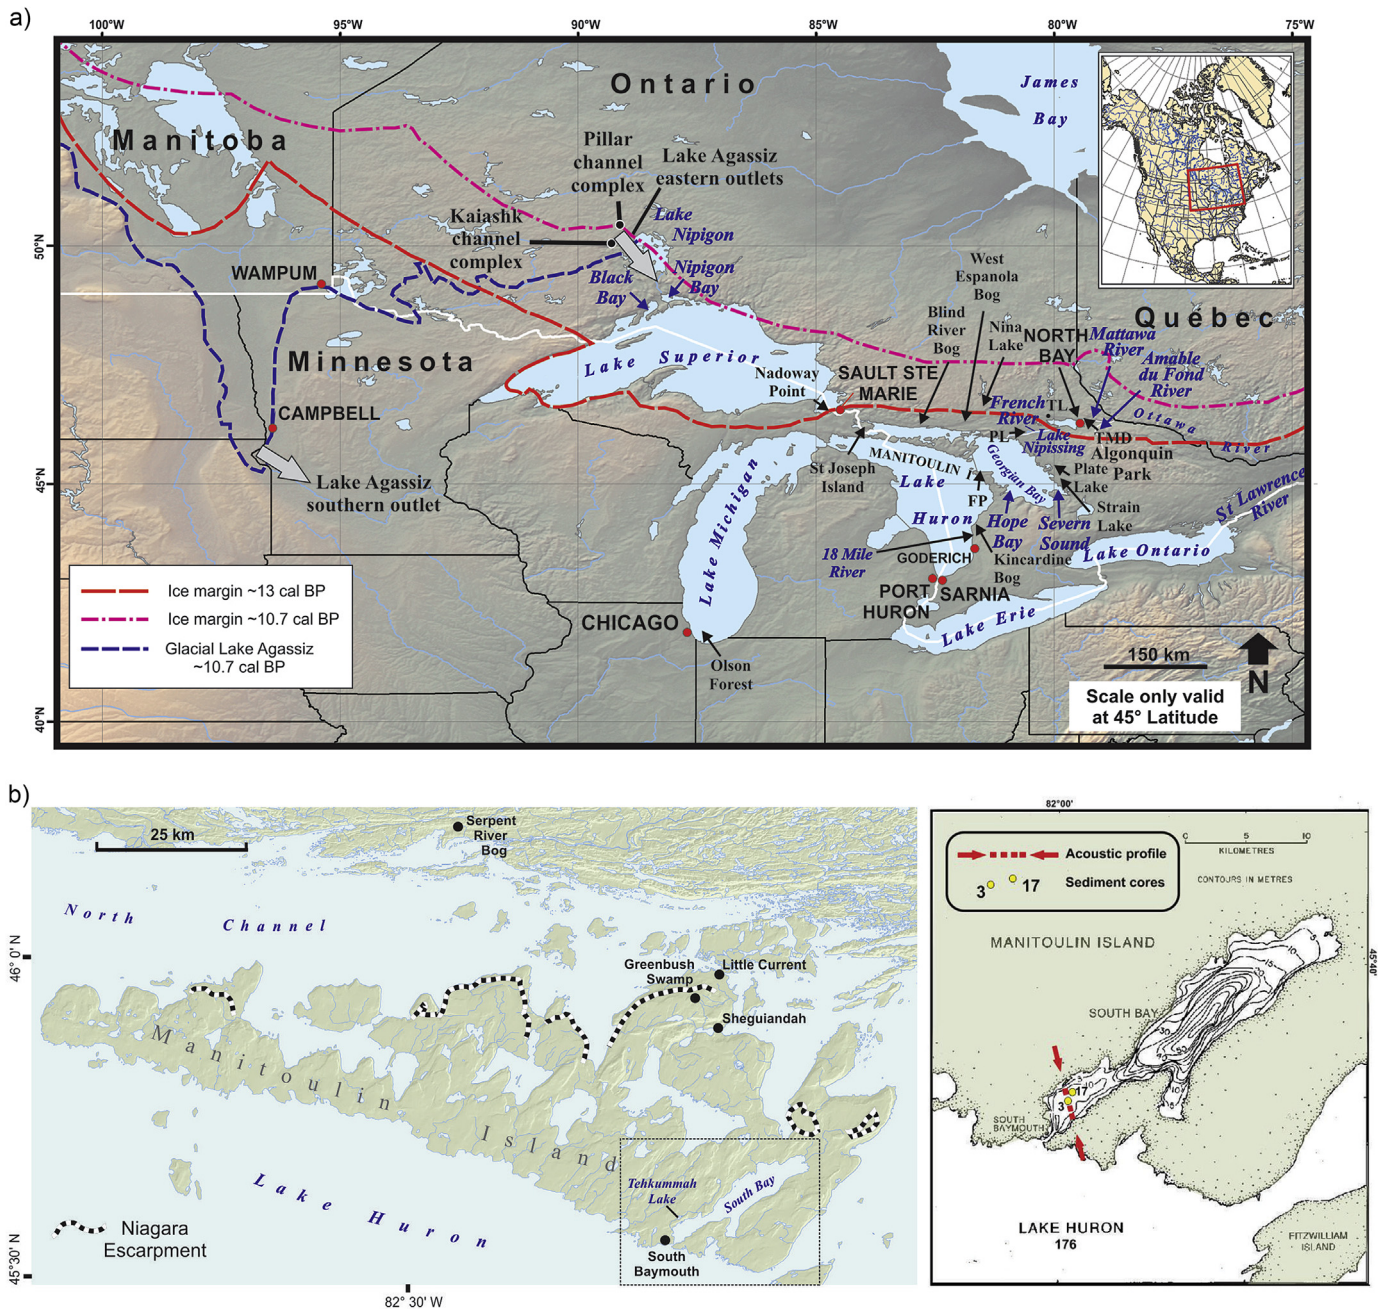 a)
100°W
95°W
90°W
85°W
80°W
75°W
50°N
45°N
40°N
Ontario
James
Bay
Manitoba
Pillar
channel
complex
Lake Agassiz
eastern outlets
Kaiashk
channel
complex
Lake
Nipigon
Nipigon
Bay
Black
Bay
WAMPUM
West
Espanola
Bog
Blind
River
Bog
Nina
Lake
NORTH
BAY
Québec
Mattawa
River
Amable
du Fond
River
Minnesota
Lake Superior
Nadoway
Point
SAULT STE
MARIE
French
River
TL
Ottawa
River
CAMPBELL
PL
Lake
Nipissing
TMD
Algonquin
Park
St Joseph
Island
MANITOULIN I
Lake
Huron
Georgian Bay
FP
Plate
Lake
Strain
Lake
St Lawrence
River
Lake Agassiz
southern outlet
Lake Michigan
Hope
Bay
Severn
Sound
Lake Ontario
18 Mile
River
GODERICH
Kincardine
Bog
PORT
HURON
SARNIA
Lake Erie
CHICAGO
Olson
Forest
Ice margin ~13 cal BP
Ice margin ~10.7 cal BP
Glacial Lake Agassiz
~10.7 cal BP
150 km
N
Scale only valid
at 45° Latitude
b)
25 km
Serpent
River
Bog
North Channel
46° 0' N
45° 30' N
82° 30' W
Greenbush
Swamp
Little Current
Sheguiandah
Manitoulin
Island
Lake Huron
Tehkummah
Lake
South Bay
South
Baymouth
Niagara
Escarpment
82°00'
45°40'
Acoustic profile
3 17 Sediment cores
0 5 10
KILOMETRES
CONTOURS IN METRES
MANITOULIN ISLAND
SOUTH BAY
17
3
SOUTH
BAYMOUTH
LAKE HURON
176
FITZWILLIAM
ISLAND